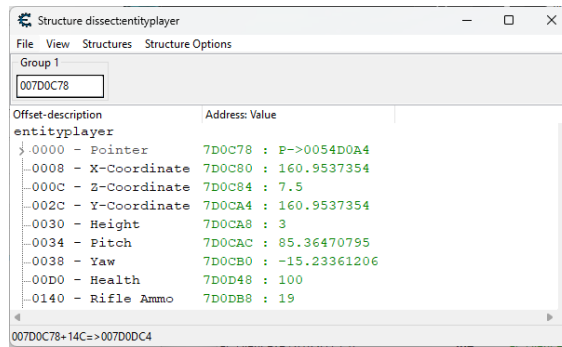 Structure dissect:entityplayer
File View Structures Structure Options
Group 1
007D0C78
Offset-description Address: Value
entityplayer
0000 - Pointer 7D0C78 : P->0054D0A4
0008 - X-Coordinate 7D0C80 : 160.9537354
000C - Z-Coordinate 7D0C84 : 7.5
002C - Y-Coordinate 7D0CA4 : 160.9537354
0030 - Height 7D0CA8 : 3
0034 - Pitch 7D0CAC : 85.36470795
0038 - Yaw 7D0CB0 : -15.23361206
00D0 - Health 7D0D48 : 100
0140 - Rifle Ammo 7D0DB8 : 19
007D0C78+14C=>007D0DC4